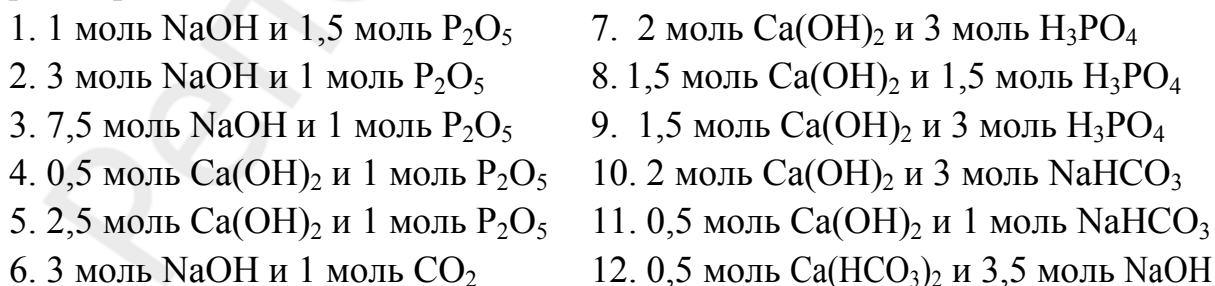 1. 1 моль NaOH и 1,5 моль P₂O₅
2. 3 моль NaOH и 1 моль P₂O₅
3. 7,5 моль NaOH и 1 моль P₂O₅
4. 0,5 моль Ca(OH)₂ и 1 моль P₂O₅
5. 2,5 моль Ca(OH)₂ и 1 моль P₂O₅
6. 3 моль NaOH и 1 моль CO₂
7. 2 моль Ca(OH)₂ и 3 моль H₃PO₄
8. 1,5 моль Ca(OH)₂ и 1,5 моль H₃PO₄
9. 1,5 моль Ca(OH)₂ и 3 моль H₃PO₄
10. 2 моль Ca(OH)₂ и 3 моль NaHCO₃
11. 0,5 моль Ca(OH)₂ и 1 моль NaHCO₃
12. 0,5 моль Ca(HCO₃)₂ и 3,5 моль NaOH